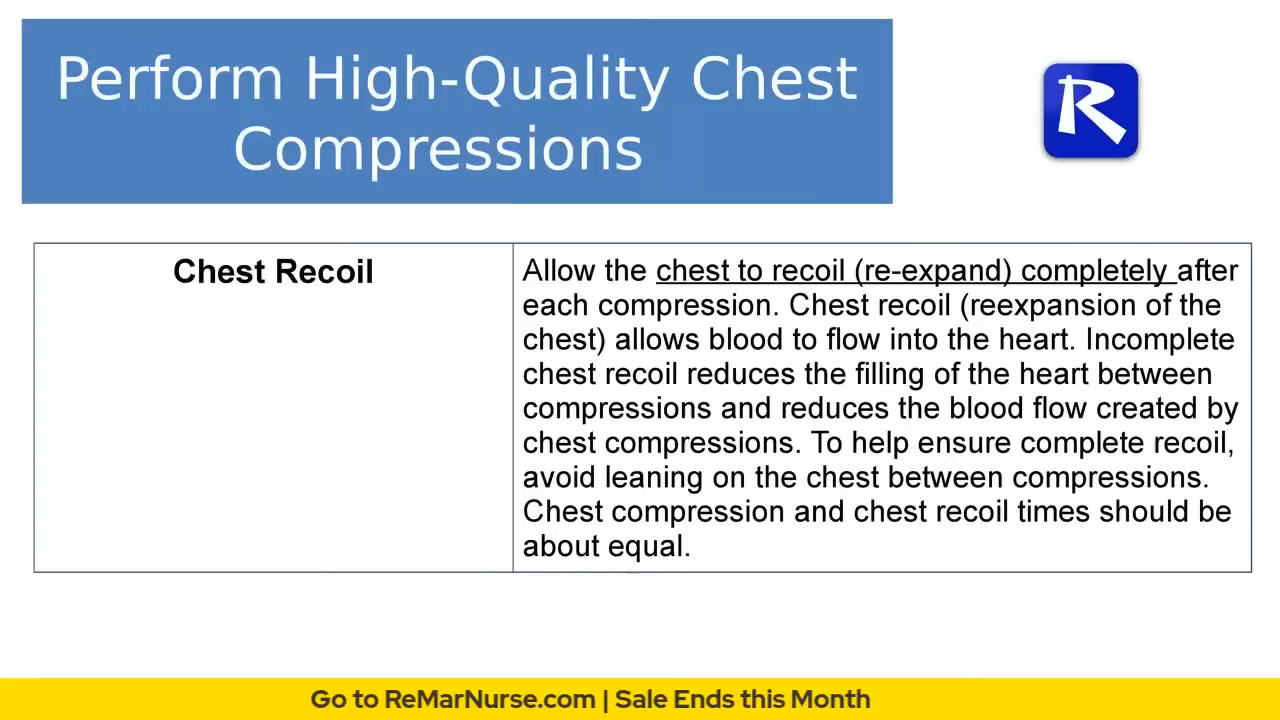 Perform High-Quality Chest
Compressions
R
Chest Recoil
Allow the chest to recoil (re-expand) completely after
each compression. Chest recoil (reexpansion of the
chest) allows blood to flow into the heart. Incomplete
chest recoil reduces the filling of the heart between
compressions and reduces the blood flow created by
chest compressions. To help ensure complete recoil,
avoid leaning on the chest between compressions.
Chest compression and chest recoil times should be
about equal.
Go to ReMarNurse.com | Sale Ends this Month